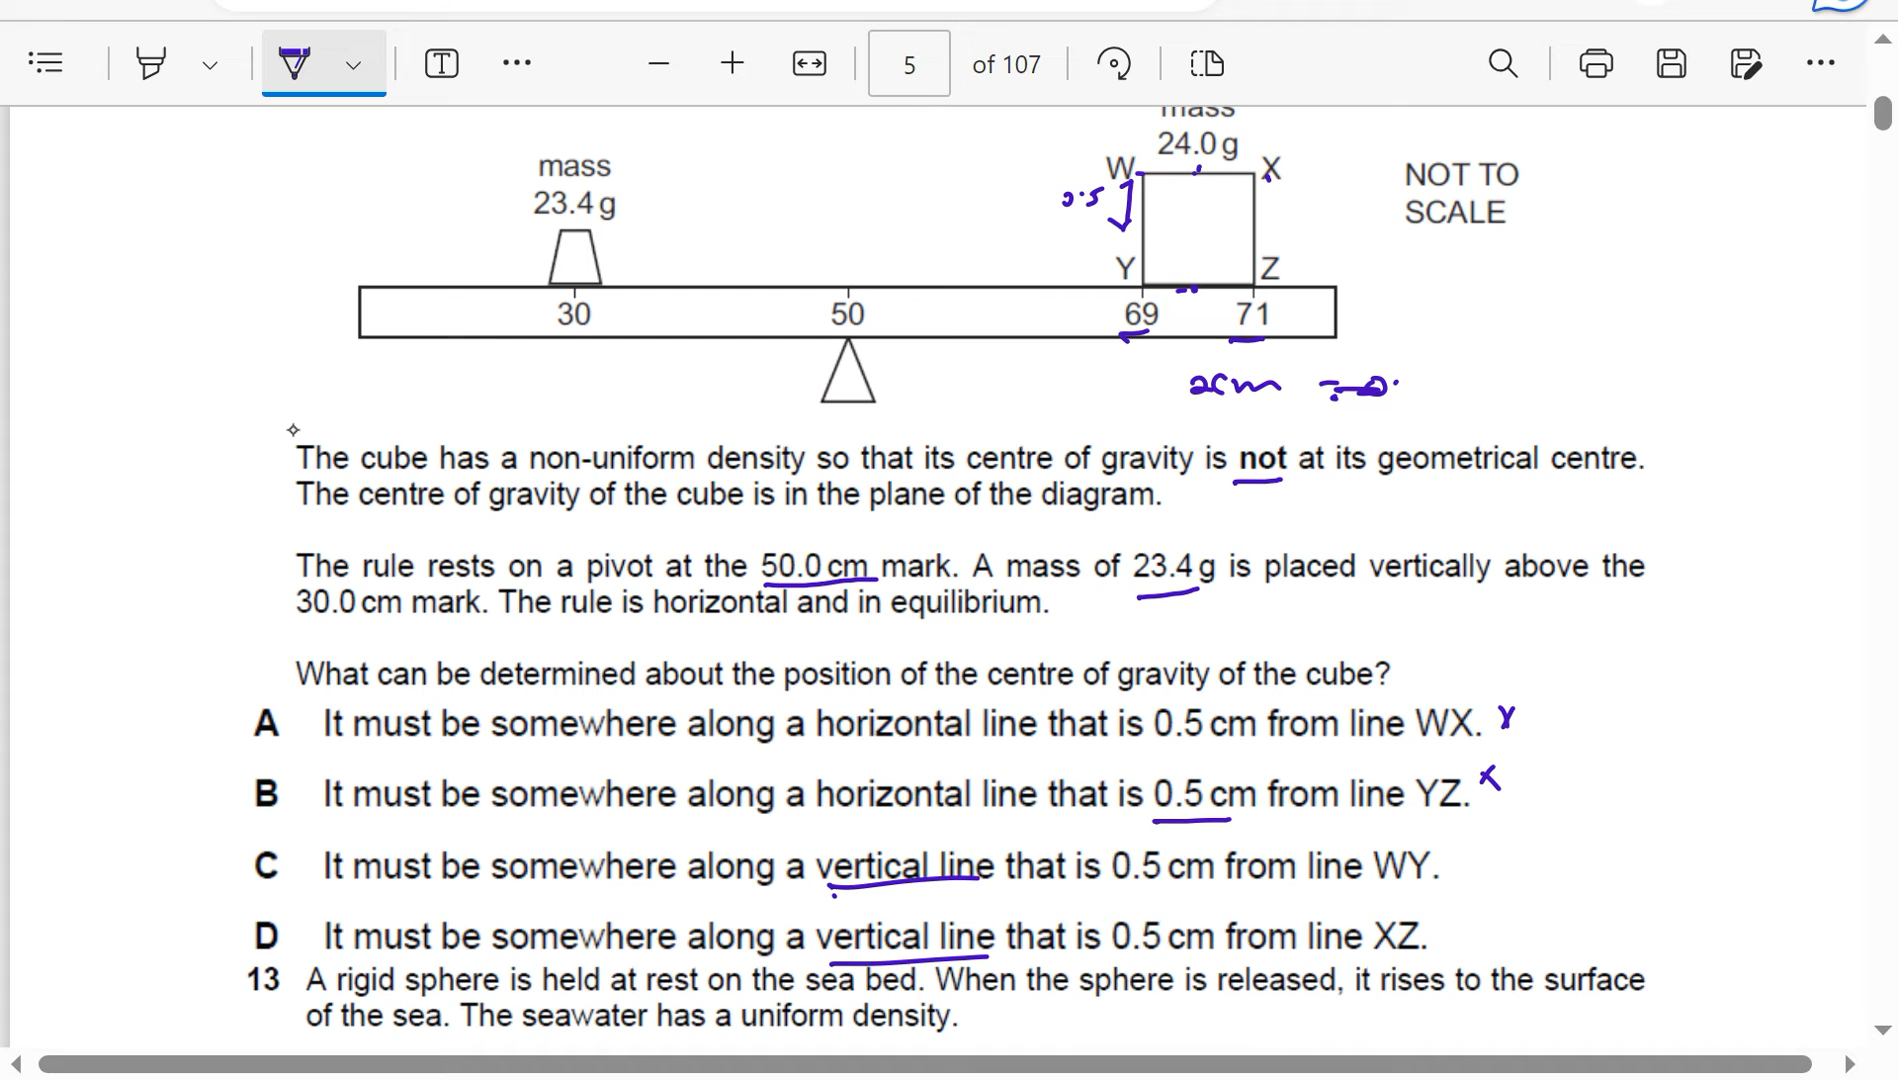 5 of 107
mass
24.0 g
mass
23.4 g
W X
NOT TO
SCALE
0.5
Y Z
30 50 69 71
2cm
The cube has a non-uniform density so that its centre of gravity is not at its geometrical centre.
The centre of gravity of the cube is in the plane of the diagram.
The rule rests on a pivot at the 50.0 cm mark. A mass of 23.4 g is placed vertically above the
30.0 cm mark. The rule is horizontal and in equilibrium.
What can be determined about the position of the centre of gravity of the cube?
A It must be somewhere along a horizontal line that is 0.5 cm from line WX.
B It must be somewhere along a horizontal line that is 0.5 cm from line YZ.
C It must be somewhere along a vertical line that is 0.5 cm from line WY.
D It must be somewhere along a vertical line that is 0.5 cm from line XZ.
13 A rigid sphere is held at rest on the sea bed. When the sphere is released, it rises to the surface
of the sea. The seawater has a uniform density.